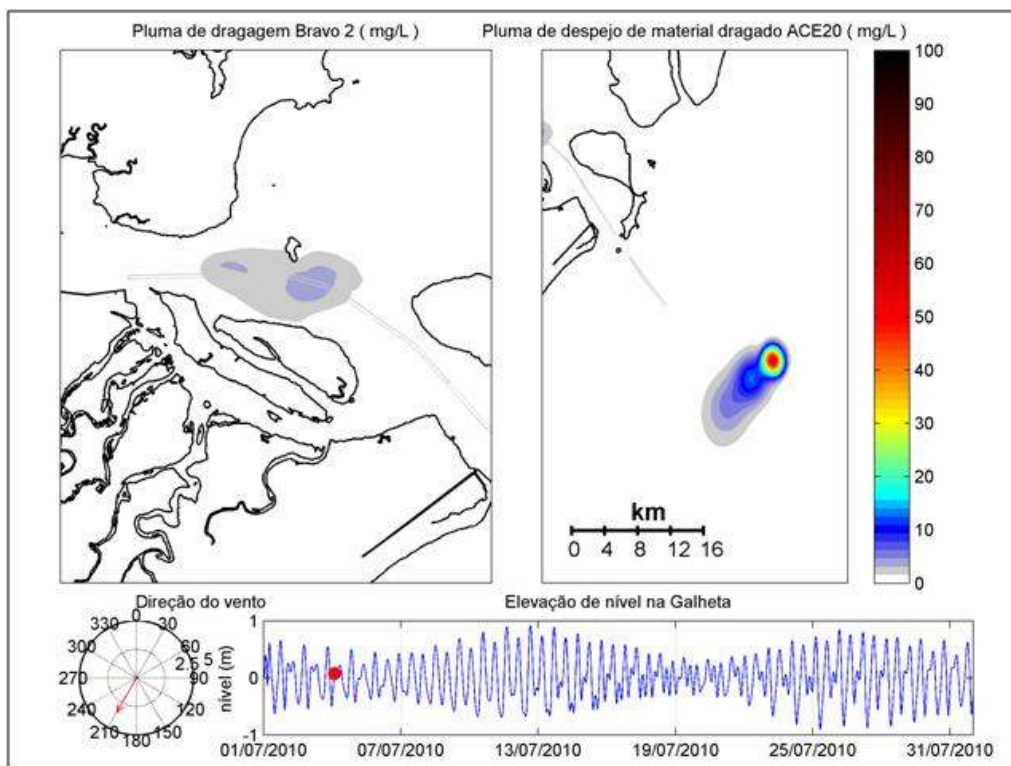 Pluma de dragagem Bravo 2 ( mg/L )
Pluma de despejo de material dragado ACE20 ( mg/L )
100
90
80
70
60
50
40
30
20
10
0
km
0 4 8 12 16
Direção do vento
0
330 30
300 60
2.5 5
270 90
240 120
210 150
180
Elevação de nível na Galheta
nível (m)
1
0
-1
01/07/2010 07/07/2010 13/07/2010 19/07/2010 25/07/2010 31/07/2010